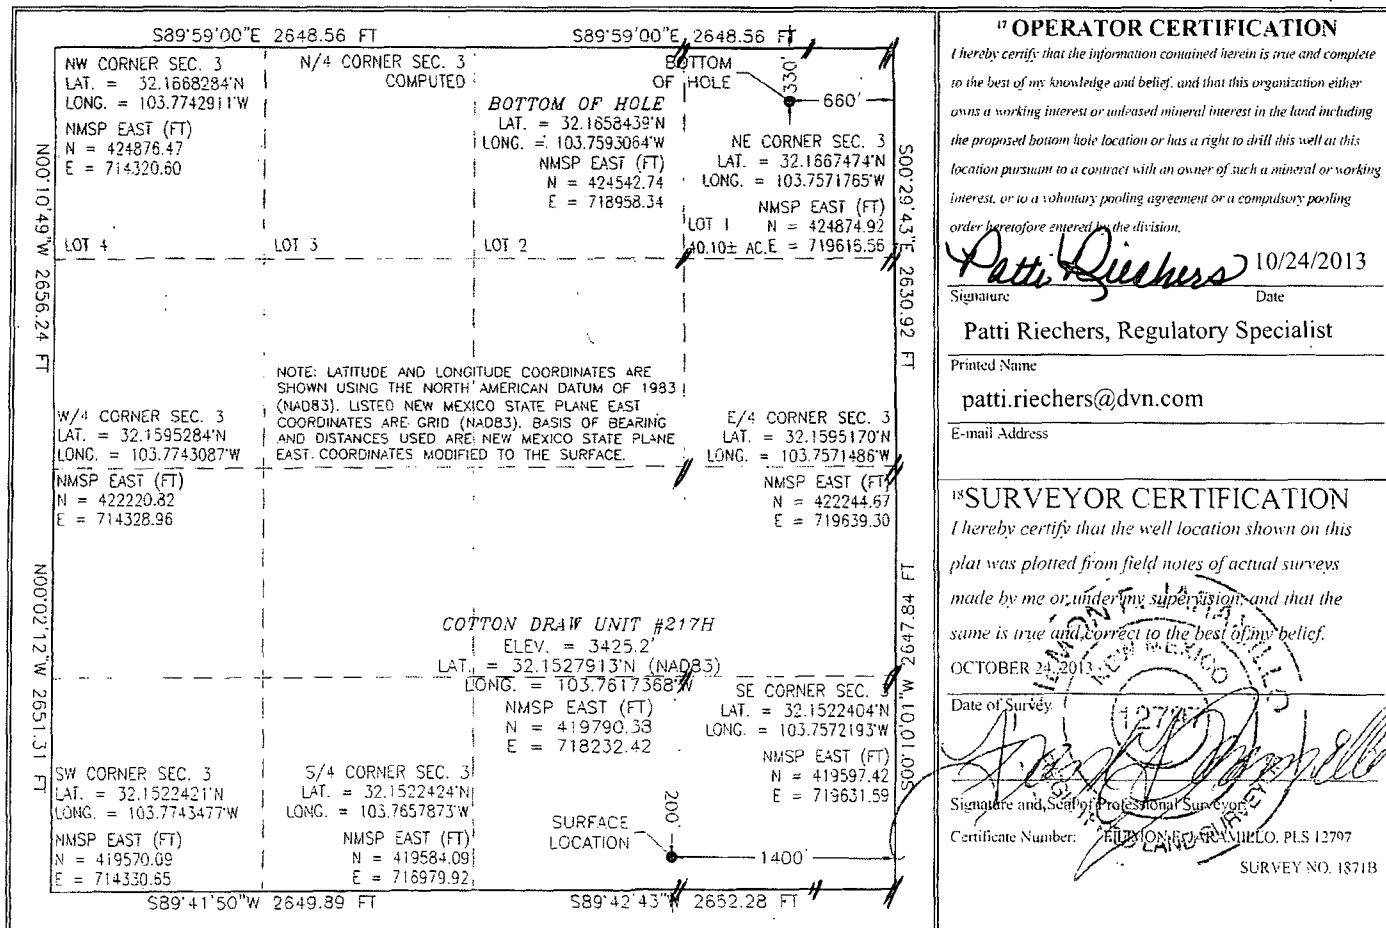 S89°59'00"E 2648.56 FT
S89°59'00"E 2648.56 FT
NW CORNER SEC. 3
LAT. = 32.1668284'N
LONG. = 103.7742911'W
NMSP EAST (FT)
N = 424876.47
E = 714320.60
N/4 CORNER SEC. 3
COMPUTED
BOTTOM OF HOLE
LAT. = 32.1658439'N
LONG. = 103.7593064'W
NMSP EAST (FT)
N = 424542.74
E = 718958.34
BOTTOM
OF HOLE
330'
660'
NE CORNER SEC. 3
LAT. = 32.1667474'N
LONG. = 103.7571765'W
NMSP EAST (FT)
N = 424874.92
E = 719615.56
LOT 4
LOT 3
LOT 2
LOT 1
40.10± AC.
N00°10'49"W 2656.24 FT
S00°29'43"E 2630.92 FT
NOTE: LATITUDE AND LONGITUDE COORDINATES ARE
SHOWN USING THE NORTH AMERICAN DATUM OF 1983
(NAD83). LISTED NEW MEXICO STATE PLANE EAST
COORDINATES ARE GRID (NAD83). BASIS OF BEARING
AND DISTANCES USED ARE NEW MEXICO STATE PLANE
EAST COORDINATES MODIFIED TO THE SURFACE.
W/4 CORNER SEC. 3
LAT. = 32.1595284'N
LONG. = 103.7743087'W
NMSP EAST (FT)
N = 422220.82
E = 714328.96
E/4 CORNER SEC. 3
LAT. = 32.1595170'N
LONG. = 103.7571486'W
NMSP EAST (FT)
N = 422244.67
E = 719639.30
N00°02'12"W 2651.31 FT
S00°10'01"W 2647.84 FT
COTTON DRAW UNIT #217H
ELEV. = 3425.2'
LAT. = 32.1527913'N (NAD83)
LONG. = 103.7617368'W
NMSP EAST (FT)
N = 419790.33
E = 718232.42
SE CORNER SEC. 3
LAT. = 32.1522404'N
LONG. = 103.7572193'W
NMSP EAST (FT)
N = 419597.42
E = 719631.59
SW CORNER SEC. 3
LAT. = 32.1522421'N
LONG. = 103.7743477'W
NMSP EAST (FT)
N = 419570.09
E = 714330.65
S/4 CORNER SEC. 3
LAT. = 32.1522424'N
LONG. = 103.7657873'W
NMSP EAST (FT)
N = 419584.09
E = 716979.92
SURFACE
LOCATION
200'
1400'
S89°41'50"W 2649.89 FT
S89°42'43"W 2652.28 FT
17 OPERATOR CERTIFICATION
I hereby certify that the information contained herein is true and complete
to the best of my knowledge and belief, and that this organization either
owns a working interest or unleased mineral interest in the land including
the proposed bottom hole location or has a right to drill this well at this
location pursuant to a contract with an owner of such a mineral or working
interest, or to a voluntary pooling agreement or a compulsory pooling
order heretofore entered by the division.
Patti Riechers 10/24/2013
Signature Date
Patti Riechers, Regulatory Specialist
Printed Name
patti.riechers@dvn.com
E-mail Address
18 SURVEYOR CERTIFICATION
I hereby certify that the well location shown on this
plat was plotted from field notes of actual surveys
made by me or under my supervision, and that the
same is true and correct to the best of my belief.
OCTOBER 24, 2013
Date of Survey
NEW MEXICO
Signature and Seal of Professional Surveyor:
Certificate Number: FILIMON F. JARAMILLO, PLS 12797
SURVEY NO. 1871B